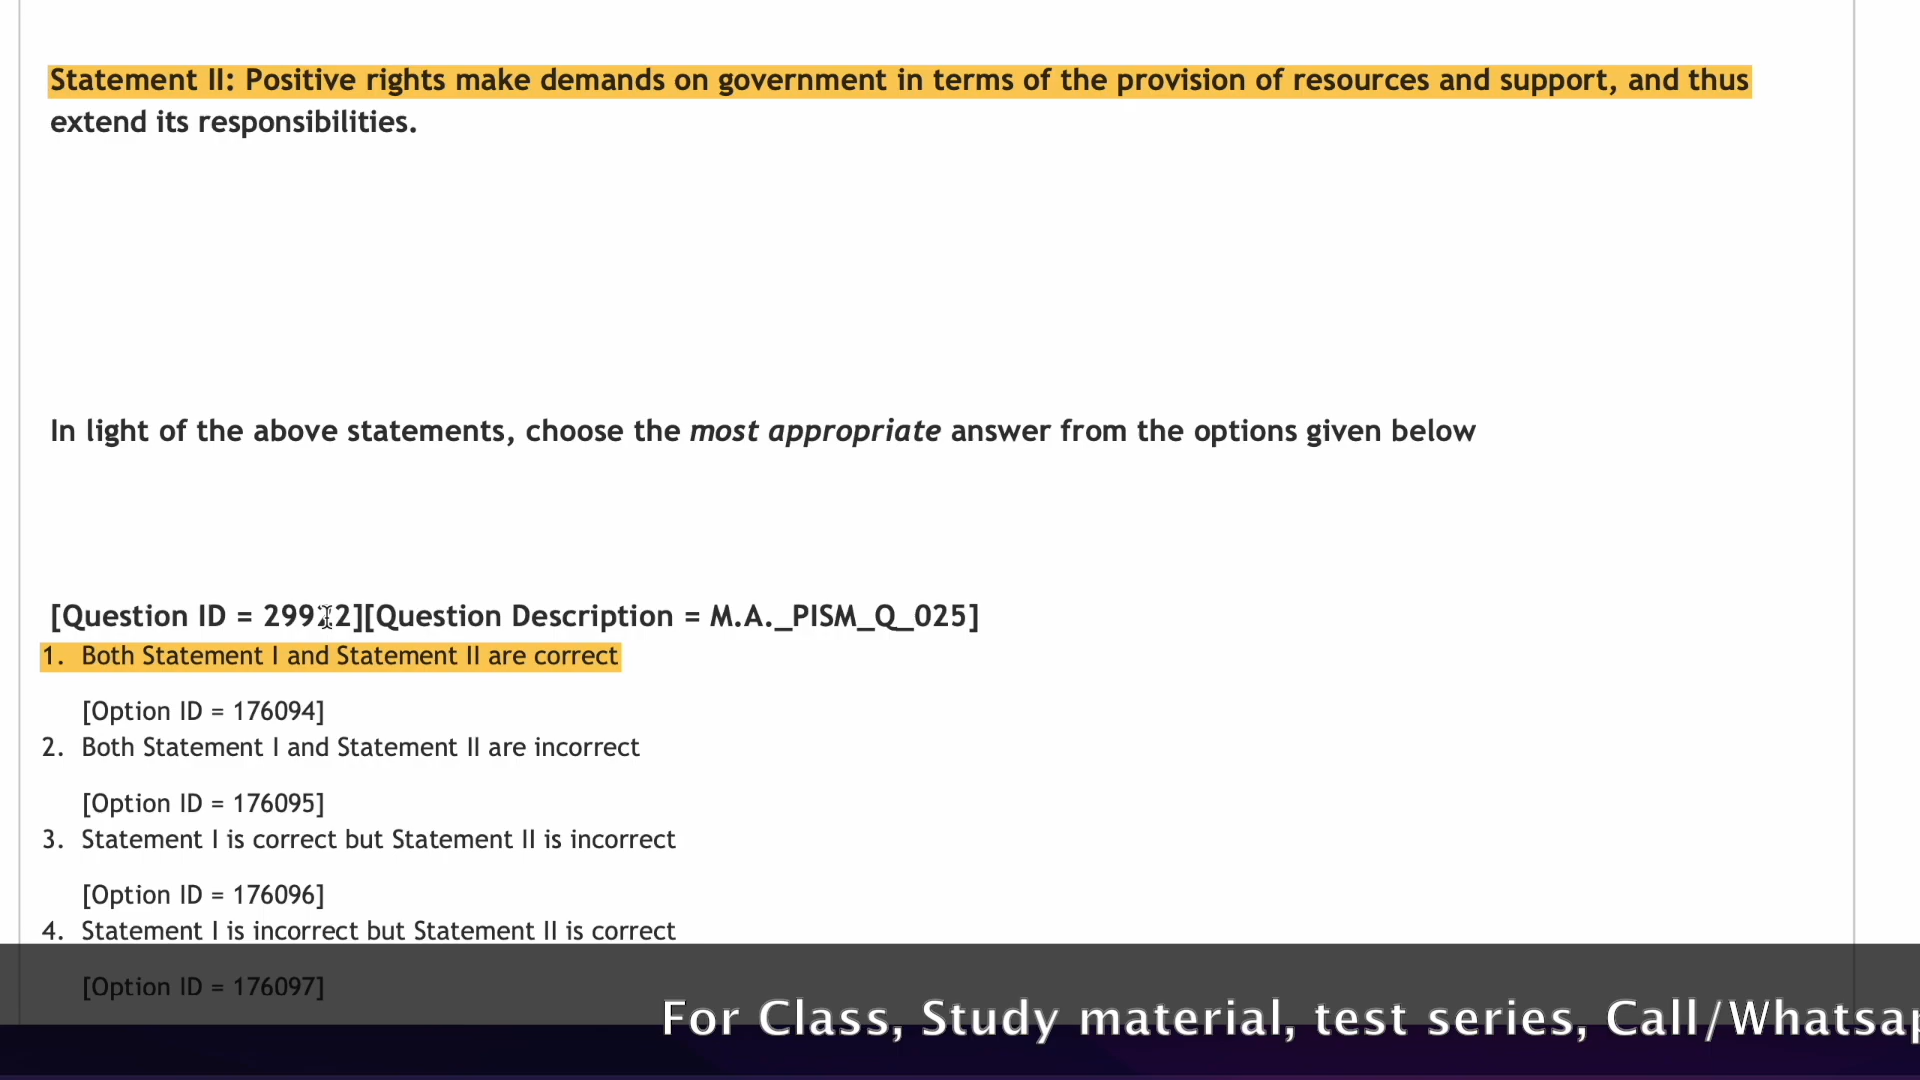 Statement II: Positive rights make demands on government in terms of the provision of resources and support, and thus
extend its responsibilities.
In light of the above statements, choose the most appropriate answer from the options given below
[Question ID = 29922][Question Description = M.A._PISM_Q_025]
1. Both Statement I and Statement II are correct
[Option ID = 176094]
2. Both Statement I and Statement II are incorrect
[Option ID = 176095]
3. Statement I is correct but Statement II is incorrect
[Option ID = 176096]
4. Statement I is incorrect but Statement II is correct
[Option ID = 176097]
For Class, Study material, test series, Call/Whatsap